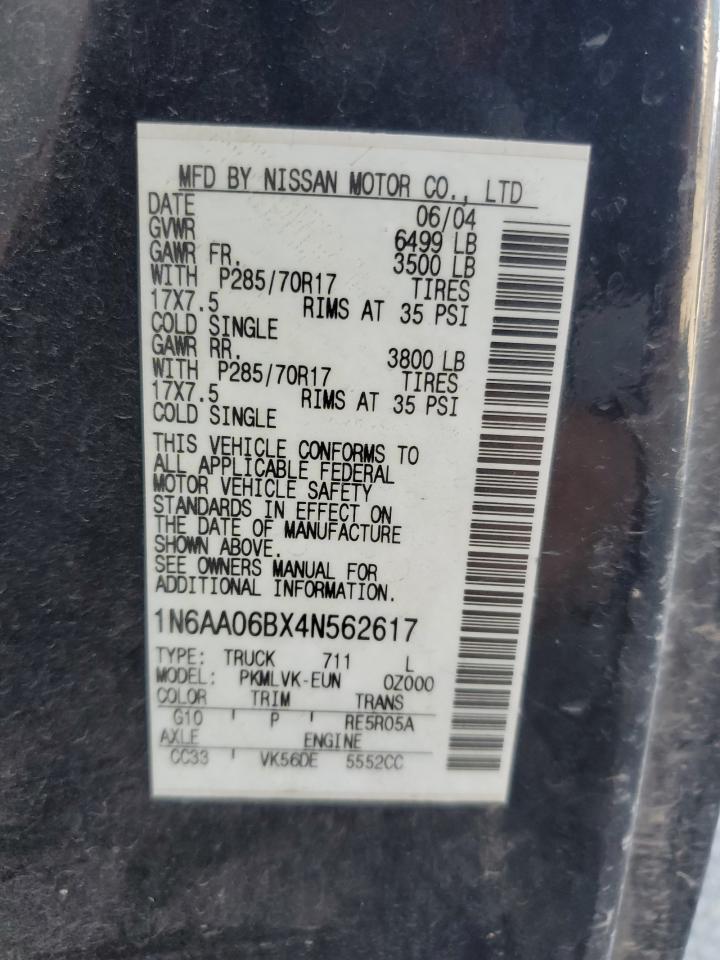 MFD BY NISSAN MOTOR CO., LTD
DATE 06/04
GVWR 6499 LB
GAWR FR. 3500 LB
WITH P285/70R17 TIRES
17X7.5 RIMS AT 35 PSI
COLD SINGLE
GAWR RR. 3800 LB
WITH P285/70R17 TIRES
17X7.5 RIMS AT 35 PSI
COLD SINGLE
THIS VEHICLE CONFORMS TO
ALL APPLICABLE FEDERAL
MOTOR VEHICLE SAFETY
STANDARDS IN EFFECT ON
THE DATE OF MANUFACTURE
SHOWN ABOVE.
SEE OWNERS MANUAL FOR
ADDITIONAL INFORMATION.
1N6AA06BX4N562617
TYPE: TRUCK 711 L
MODEL: PKMLVK-EUN 0Z000
COLOR TRIM TRANS
G10 ' P ' RE5R05A
AXLE ENGINE
CC33 ' VK56DE 5552CC